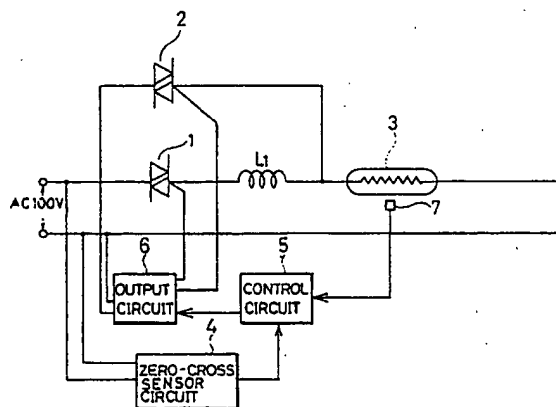 2
1
L1
3
AC100V
7
6
OUTPUT
CIRCUIT
5
CONTROL
CIRCUIT
4
ZERO-CROSS
SENSOR
CIRCUIT